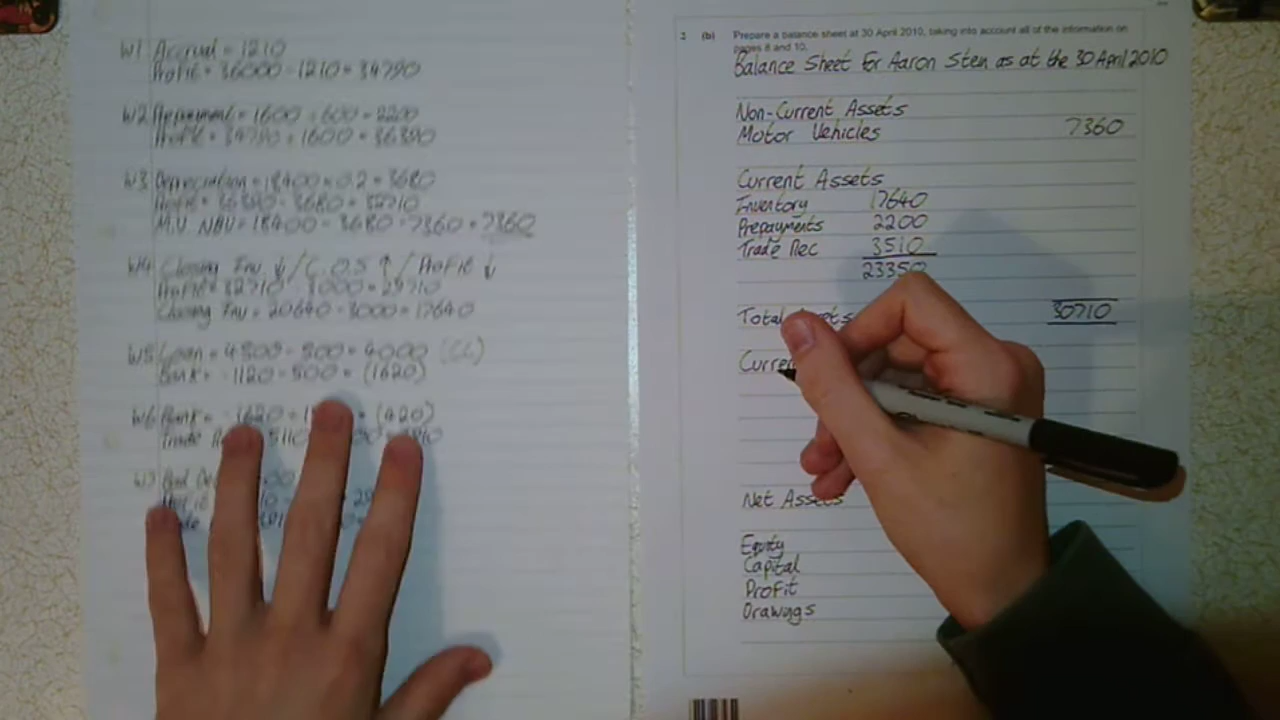 W1 Accrual = 1210
Profit = 36000 - 1210 = 34790
W2 Prepayment = 1600 + 600 = 2200
Profit = 34790 + 1600 = 36390
W3 Depreciation = 18400 × 0.2 = 3680
Profit = 36390 - 3680 = 32710
M.V NBV = 18400 - 3680 - 7360 = 7360
W4 Closing Inv ↓ / C.O.S ↑ / Profit ↓
Profit = 32710 - 3000 = 29710
Closing Inv = 20640 - 3000 = 17640
W5 Loan = 4500 - 500 = 4000 (CL)
Bank = -1120 - 500 = (1620)
W6 Bank = -1620 + (420)
Trade
W7 Bad
2 (b) Prepare a balance sheet at 30 April 2010, taking into account all of the information on
pages 8 and 10.
Balance Sheet for Aaron Sten as at the 30 April 2010
Non-Current Assets
Motor Vehicles 7360
Current Assets
Inventory 17640
Prepayments 2200
Trade Rec 3510
23350
Total 30710
Net Assets
Equity
Capital
Profit
Drawings